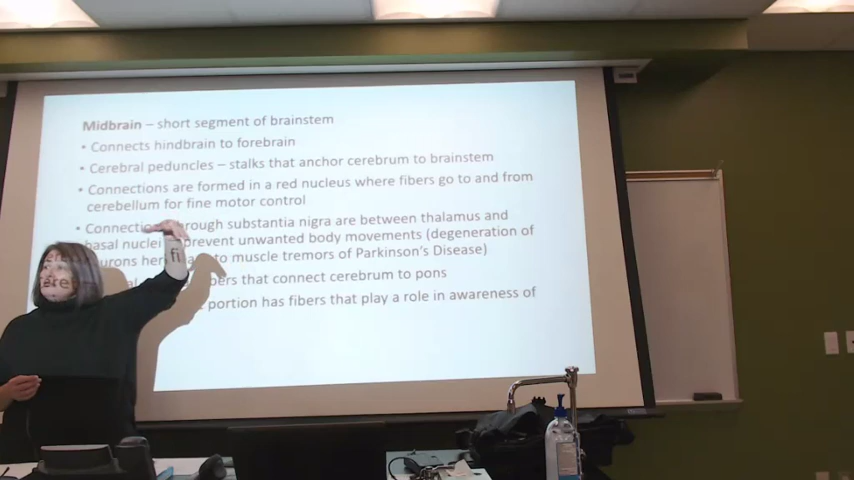 Midbrain – short segment of brainstem
• Connects hindbrain to forebrain
• Cerebral peduncles – stalks that anchor cerebrum to brainstem
• Connections are formed in a red nucleus where fibers go to and from
cerebellum for fine motor control
• Connection through substantia nigra are between thalamus and
basal nuclei prevent unwanted body movements (degeneration of
urons her to muscle tremors of Parkinson's Disease)
fibers that connect cerebrum to pons
portion has fibers that play a role in awareness of